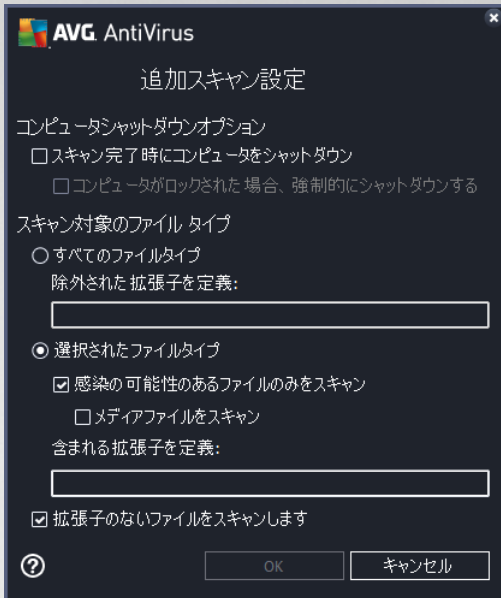 AVG AntiVirus
追加スキャン設定
コンピュータシャットダウンオプション
スキャン完了時にコンピュータをシャットダウン
コンピュータがロックされた場合、強制的にシャットダウンする
スキャン対象のファイル タイプ
すべてのファイルタイプ
除外された拡張子を定義:
選択されたファイルタイプ
感染の可能性のあるファイルのみをスキャン
メディアファイルをスキャン
含まれる拡張子を定義:
拡張子のないファイルをスキャンします
?
OK キャンセル